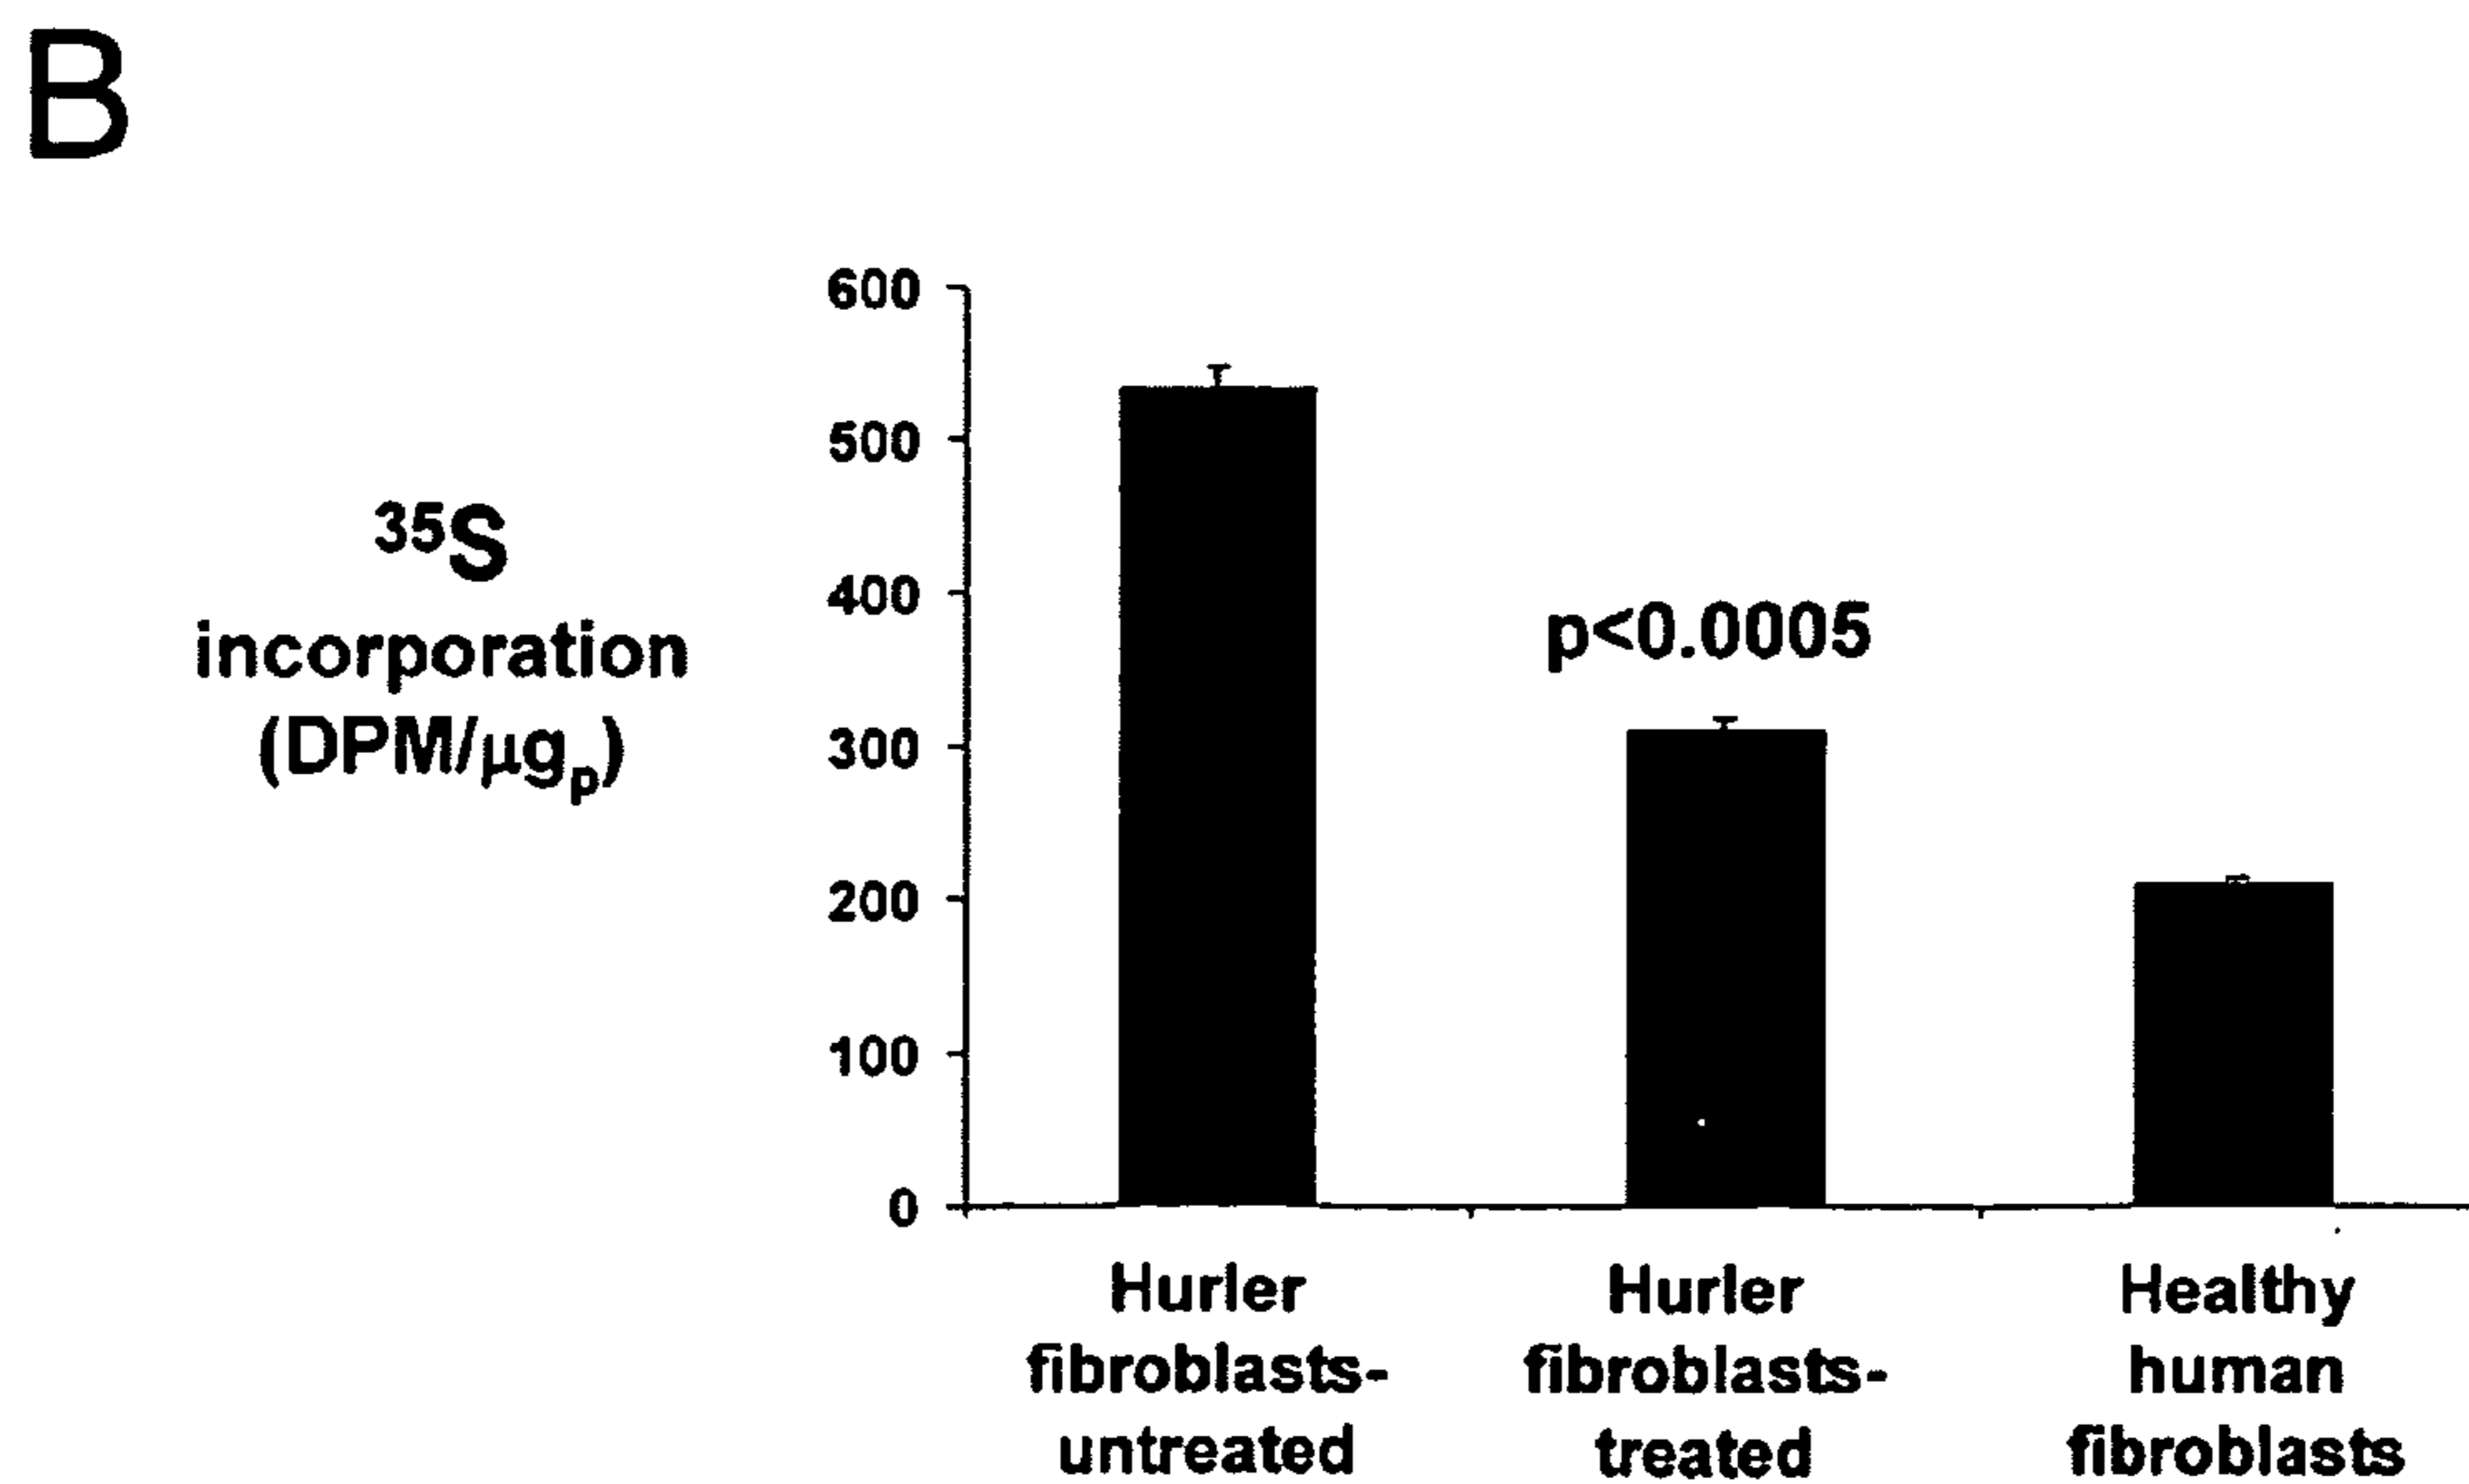 B
600
500
400
300
200
100
0
³⁵S
incorporation
(DPM/μgₚ)
p<0.0005
Hurler
fibroblasts-
untreated
Hurler
fibroblasts-
treated
Healthy
human
fibroblasts